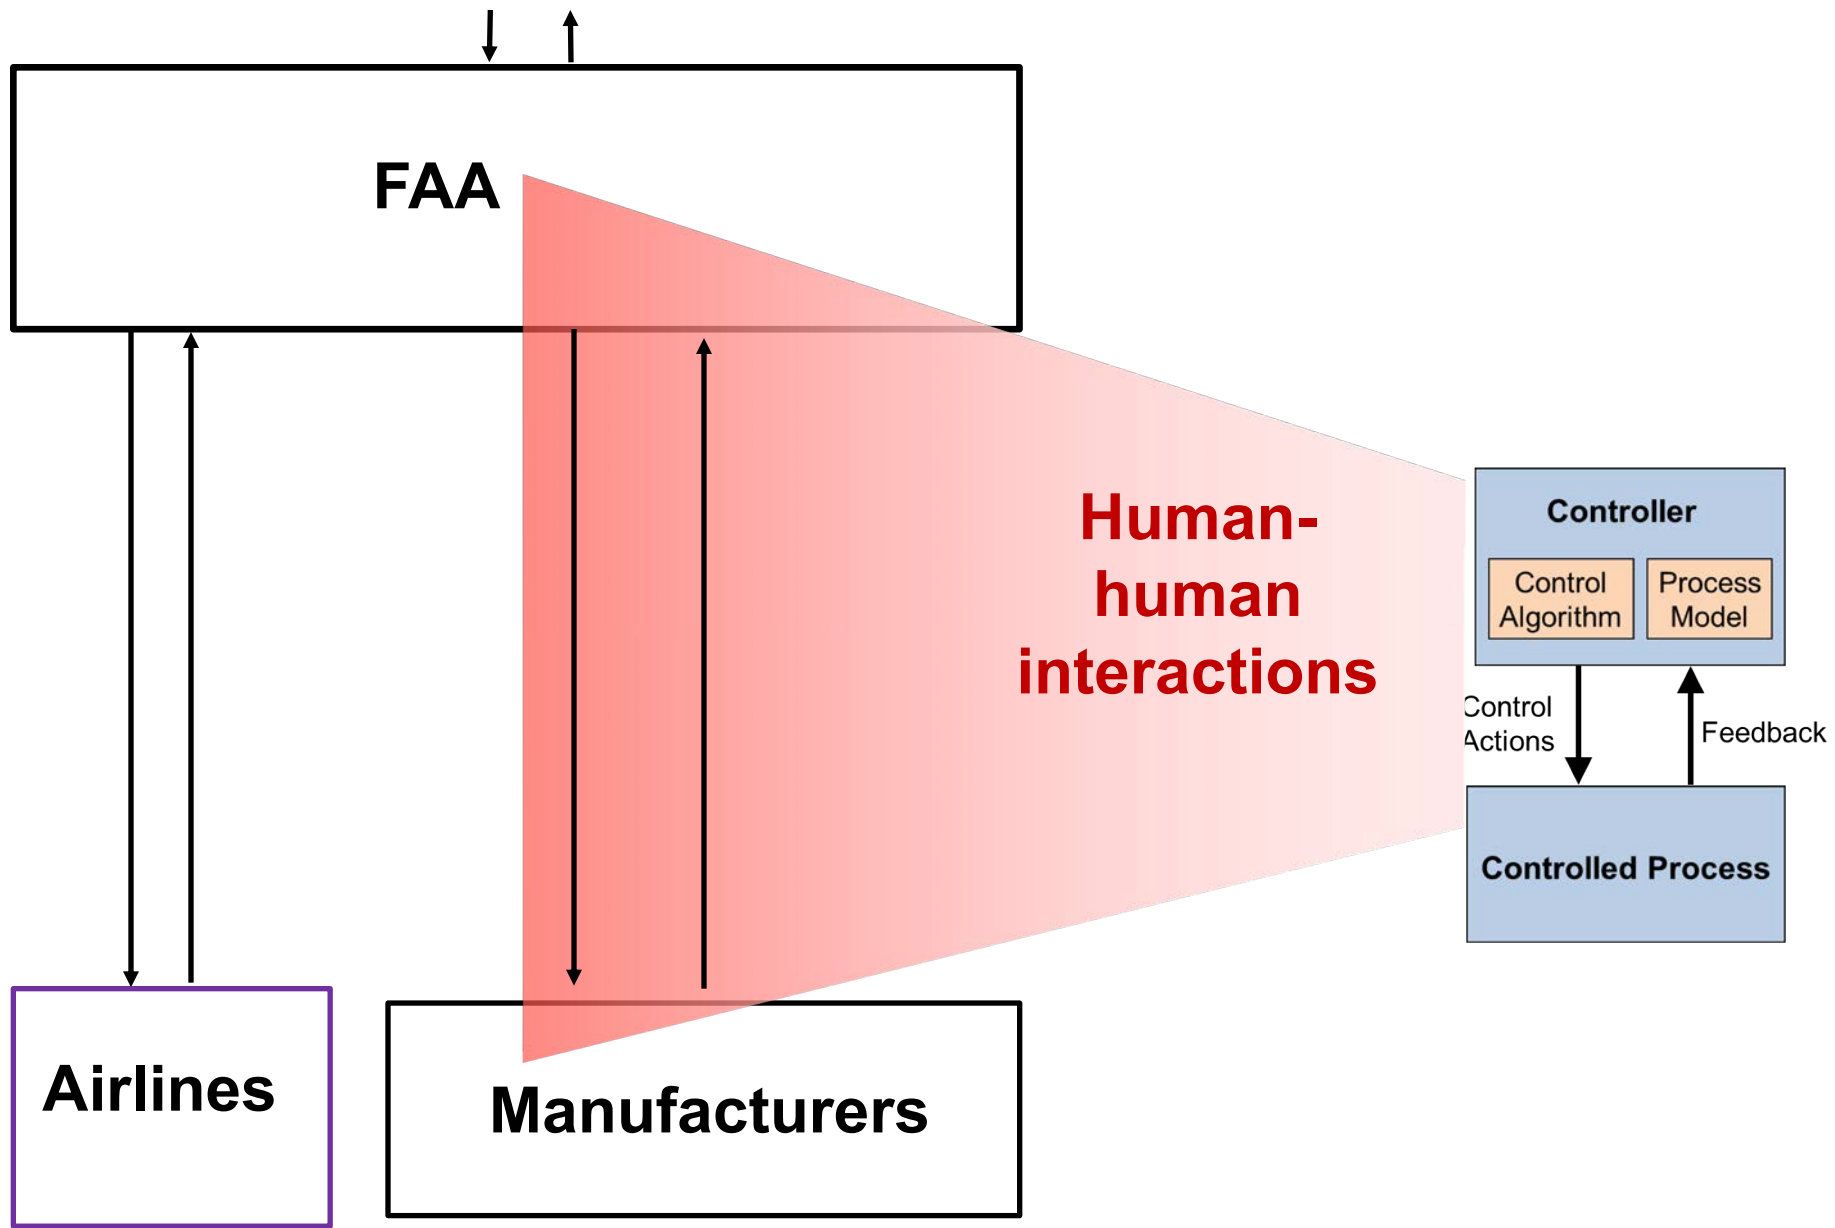 FAA
Human-
human
interactions
Controller
Control
Algorithm
Process
Model
Control
Actions
Feedback
Controlled Process
Airlines
Manufacturers